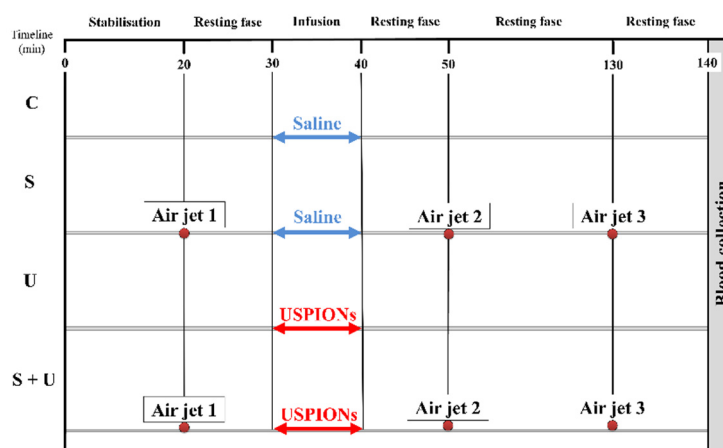 Stabilisation Resting fase Infusion Resting fase Resting fase Resting fase
Timeline
(min)
0 20 30 40 50 130 140
C
Saline
S
Air jet 1 Saline Air jet 2 Air jet 3
U
USPIONs
S + U
Air jet 1 USPIONs Air jet 2 Air jet 3
Blood collection